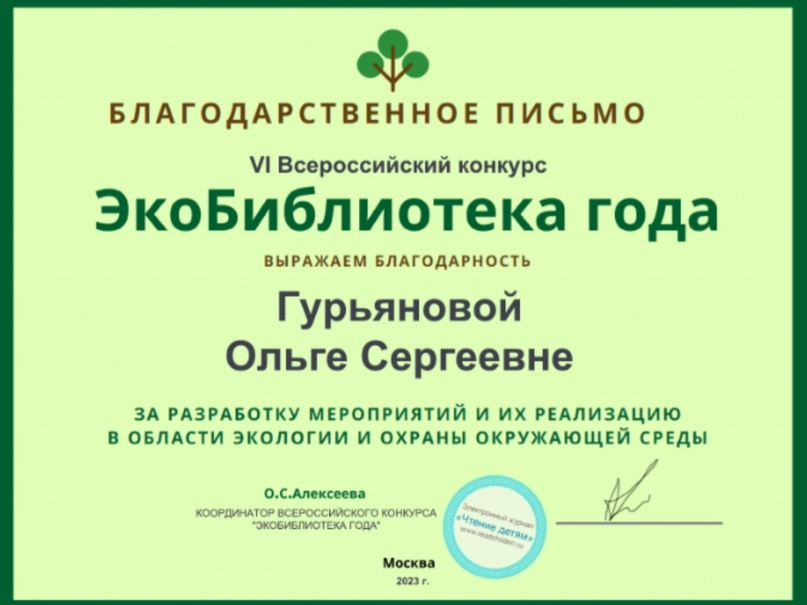 БЛАГОДАРСТВЕННОЕ ПИСЬМО
VI Всероссийский конкурс
ЭкоБиблиотека года
ВЫРАЖАЕМ БЛАГОДАРНОСТЬ
Гурьяновой
Ольге Сергеевне
ЗА РАЗРАБОТКУ МЕРОПРИЯТИЙ И ИХ РЕАЛИЗАЦИЮ
В ОБЛАСТИ ЭКОЛОГИИ И ОХРАНЫ ОКРУЖАЮЩЕЙ СРЕДЫ
О.С.Алексеева
КООРДИНАТОР ВСЕРОССИЙСКОГО КОНКУРСА
"ЭКОБИБЛИОТЕКА ГОДА"
Электронный журнал
«Чтение детям»
Москва
2023 г.